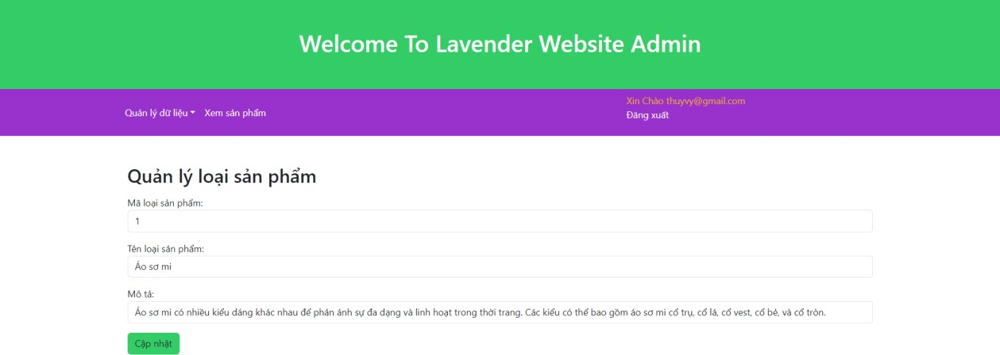 Welcome To Lavender Website Admin
Xin Chào thuyvy@gmail.com
Quản lý dữ liệu Xem sản phẩm
Đăng xuất
Quản lý loại sản phẩm
Mã loại sản phẩm:
1
Tên loại sản phẩm:
Áo sơ mi
Mô tả:
Áo sơ mi có nhiều kiểu dáng khác nhau để phản ánh sự đa dạng và linh hoạt trong thời trang. Các kiểu có thể bao gồm áo sơ mi cổ trụ, cổ lá, cổ vest, cổ bẻ, và cổ tròn.
Cập nhật